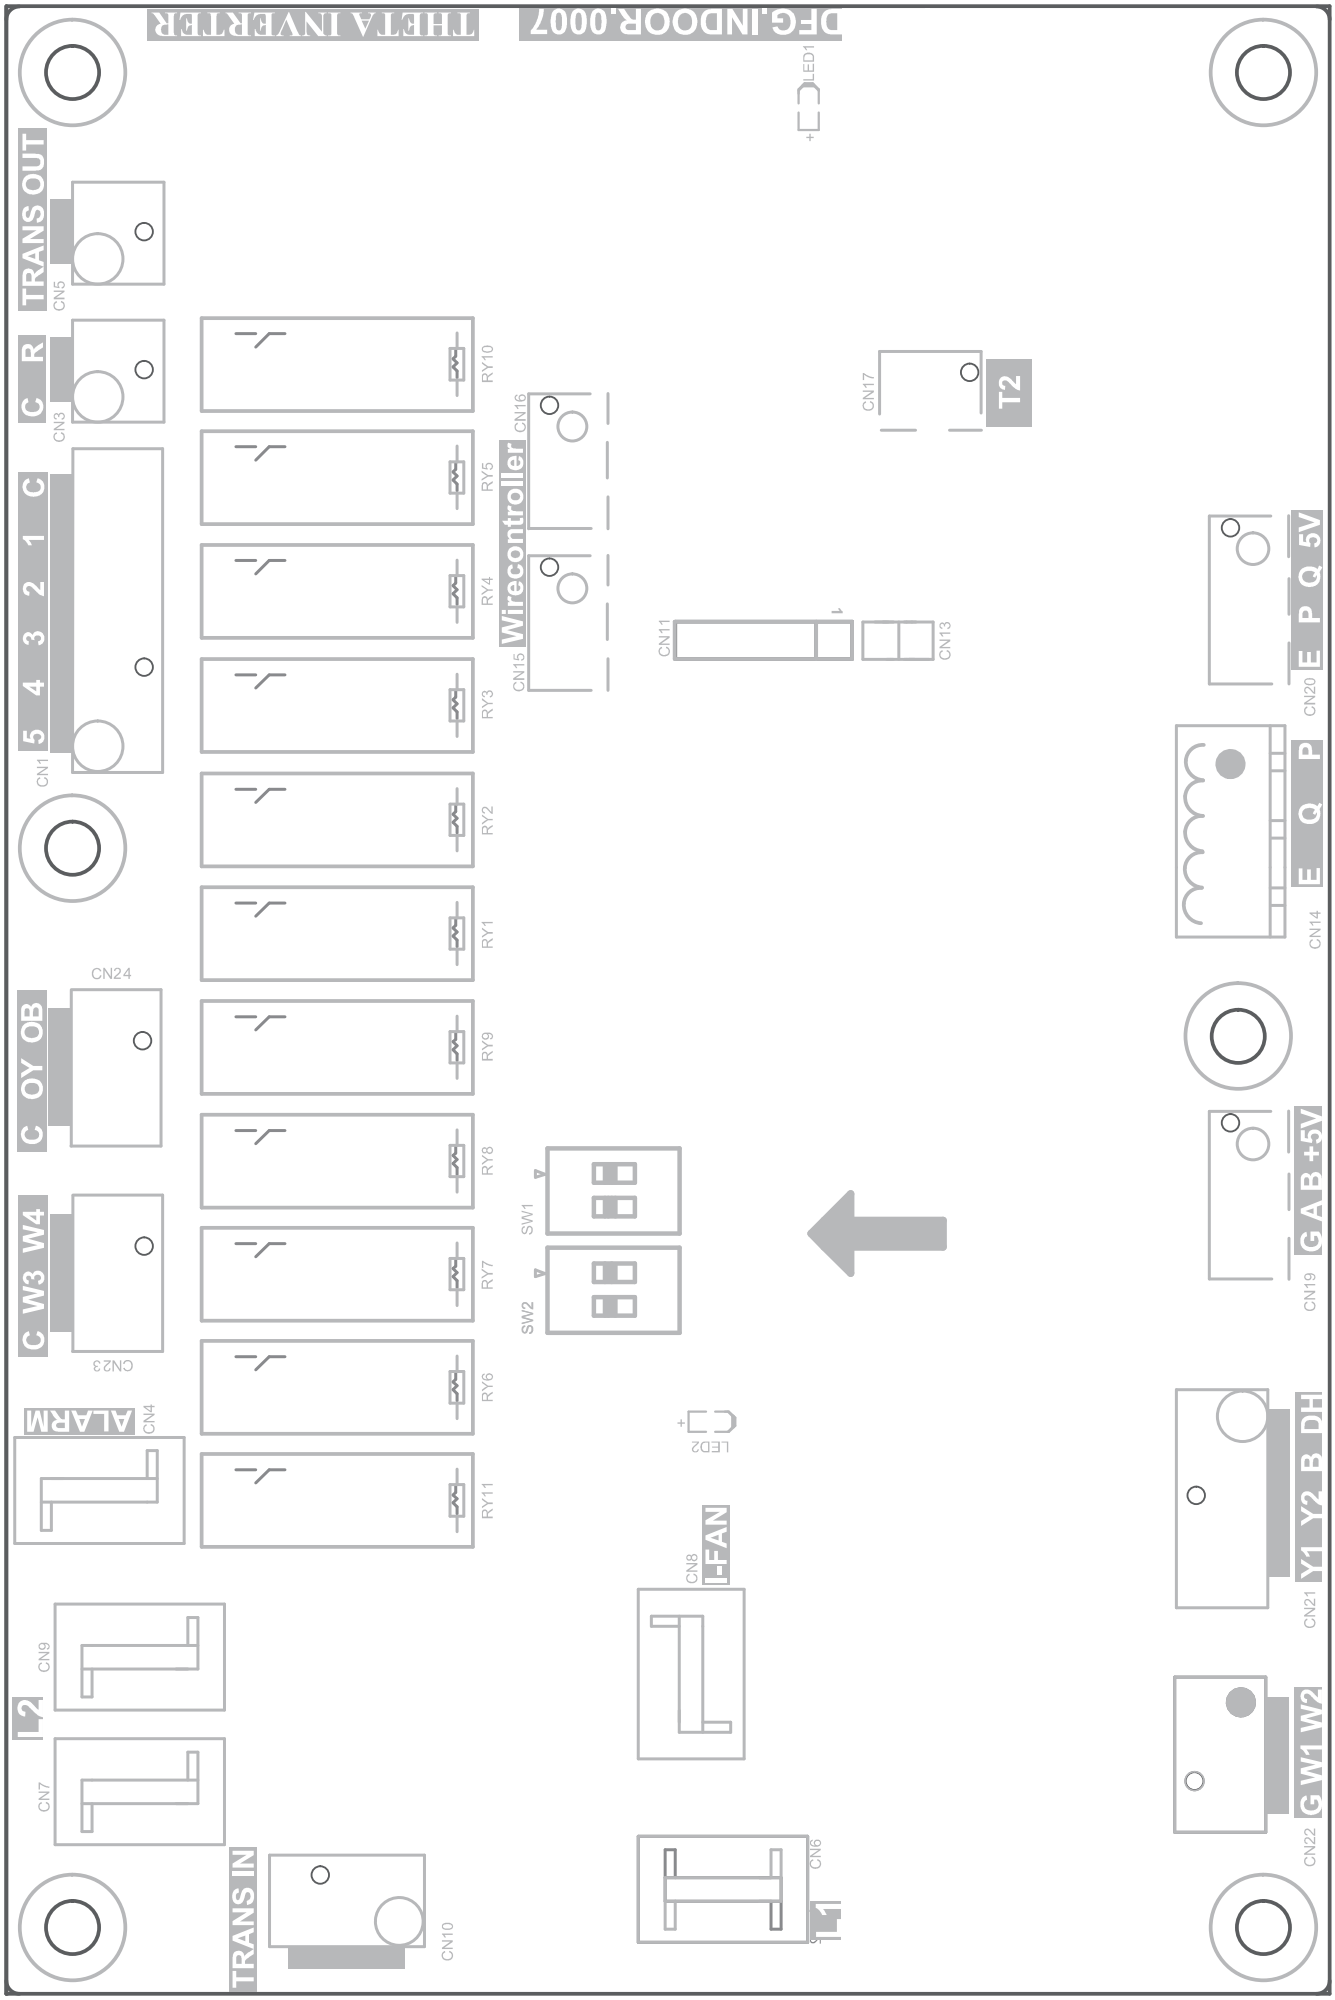 THETA INVERTER
DFG,INDOOR,0007
LED1
+
TRANS OUT
CN5
C R
CN3
5 4 3 2 1 C
CN1
RY10
RY5
RY4
RY3
RY2
RY1
RY9
RY8
RY7
RY6
RY11
CN16
Wirecontroller
CN15
CN17
T2
CN11
1
CN13
E P Q 5V
CN20
E Q P
CN14
CN24
C OY OB
C W3 W4
CN23
SW1
SW2
G A B +5V
CN19
ALARM
CN4
+
LED2
I-FAN
CN8
Y1 Y2 B DH
CN21
CN9
L2
CN7
G W1 W2
CN22
TRANS IN
CN10
CN6
L1